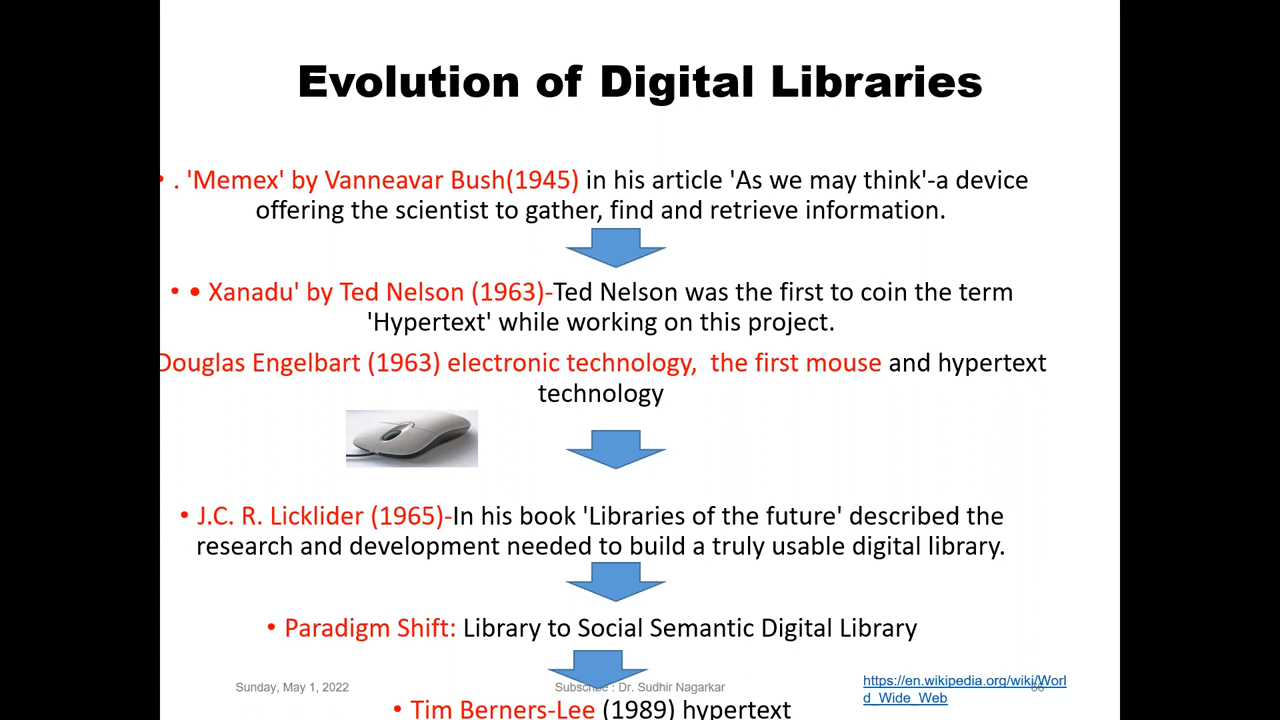 Evolution of Digital Libraries
• . 'Memex' by Vanneavar Bush(1945) in his article 'As we may think'-a device
offering the scientist to gather, find and retrieve information.
• • Xanadu' by Ted Nelson (1963)-Ted Nelson was the first to coin the term
'Hypertext' while working on this project.
Douglas Engelbart (1963) electronic technology,  the first mouse and hypertext
technology
• J.C. R. Licklider (1965)-In his book 'Libraries of the future' described the
research and development needed to build a truly usable digital library.
• Paradigm Shift: Library to Social Semantic Digital Library
Sunday, May 1, 2022
Subscribe : Dr. Sudhir Nagarkar
https://en.wikipedia.org/wiki/Worl
d_Wide_Web
• Tim Berners-Lee (1989) hypertext